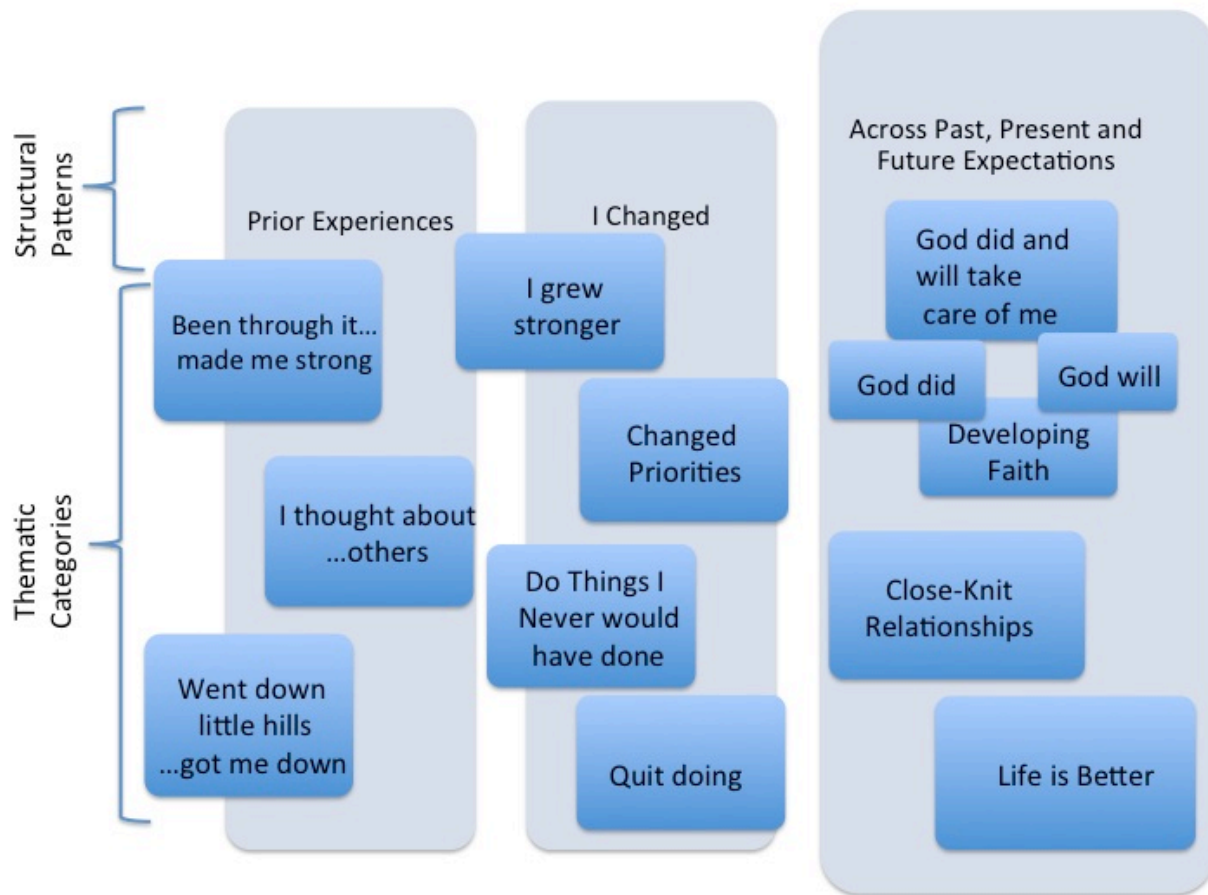 Structural
Patterns
Thematic
Categories
Prior Experiences
Been through it…
made me strong
I thought about
…others
Went down
little hills
…got me down
I Changed
I grew
stronger
Changed
Priorities
Do Things I
Never would
have done
Quit doing
Across Past, Present and
Future Expectations
God did and
will take
care of me
God did
God will
Developing
Faith
Close-Knit
Relationships
Life is Better